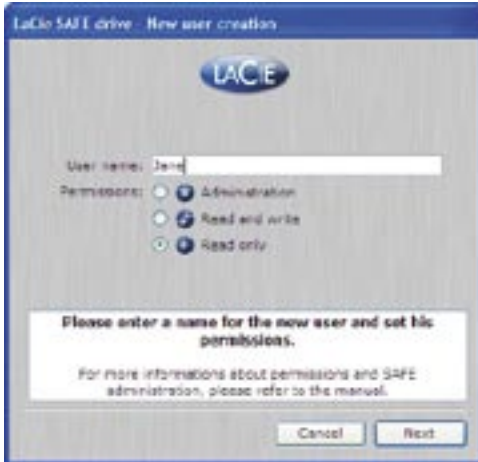 LaCie SAFE drive - New user creation
LACIE
User name: Jane
Permissions:
Administration
Read and write
Read only
Please enter a name for the new user and set his
permissions.
For more informations about permissions and SAFE
administration, please refer to the manual.
Cancel Next